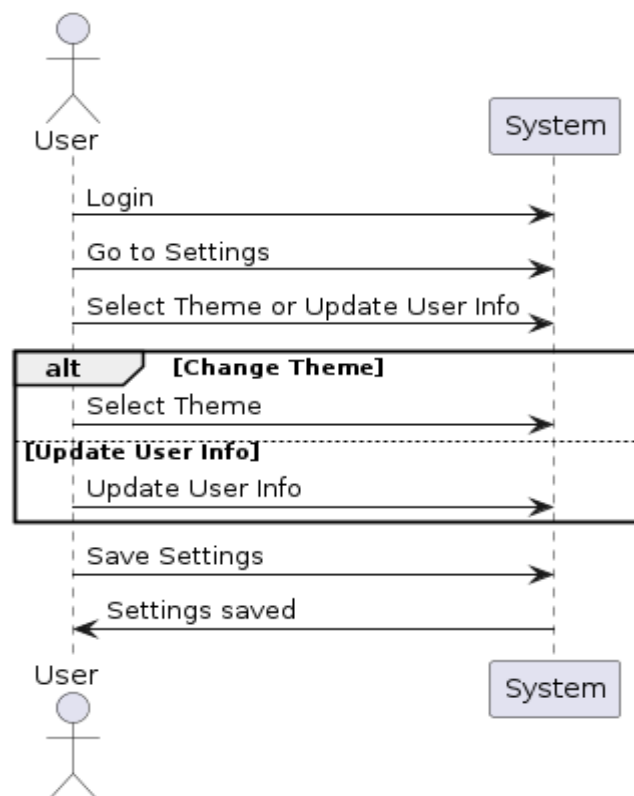 User
System
Login
Go to Settings
Select Theme or Update User Info
alt [Change Theme]
Select Theme
[Update User Info]
Update User Info
Save Settings
Settings saved
User
System